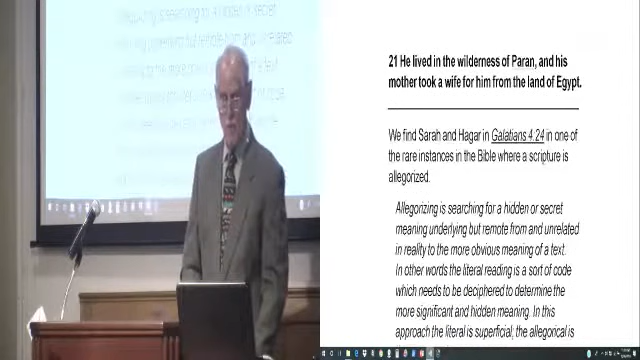 21 He lived in the wilderness of Paran, and his
mother took a wife for him from the land of Egypt.
We find Sarah and Hagar in Galatians 4.24 in one of
the rare instances in the Bible where a scripture is
allegorized.
Allegorizing is searching for a hidden or secret
meaning underlying but remote from and unrelated
in reality to the more obvious meaning of a text.
In other words the literal reading is a sort of code
which needs to be deciphered to determine the
more significant and hidden meaning. In this
approach the literal is superficial; the allegorical is